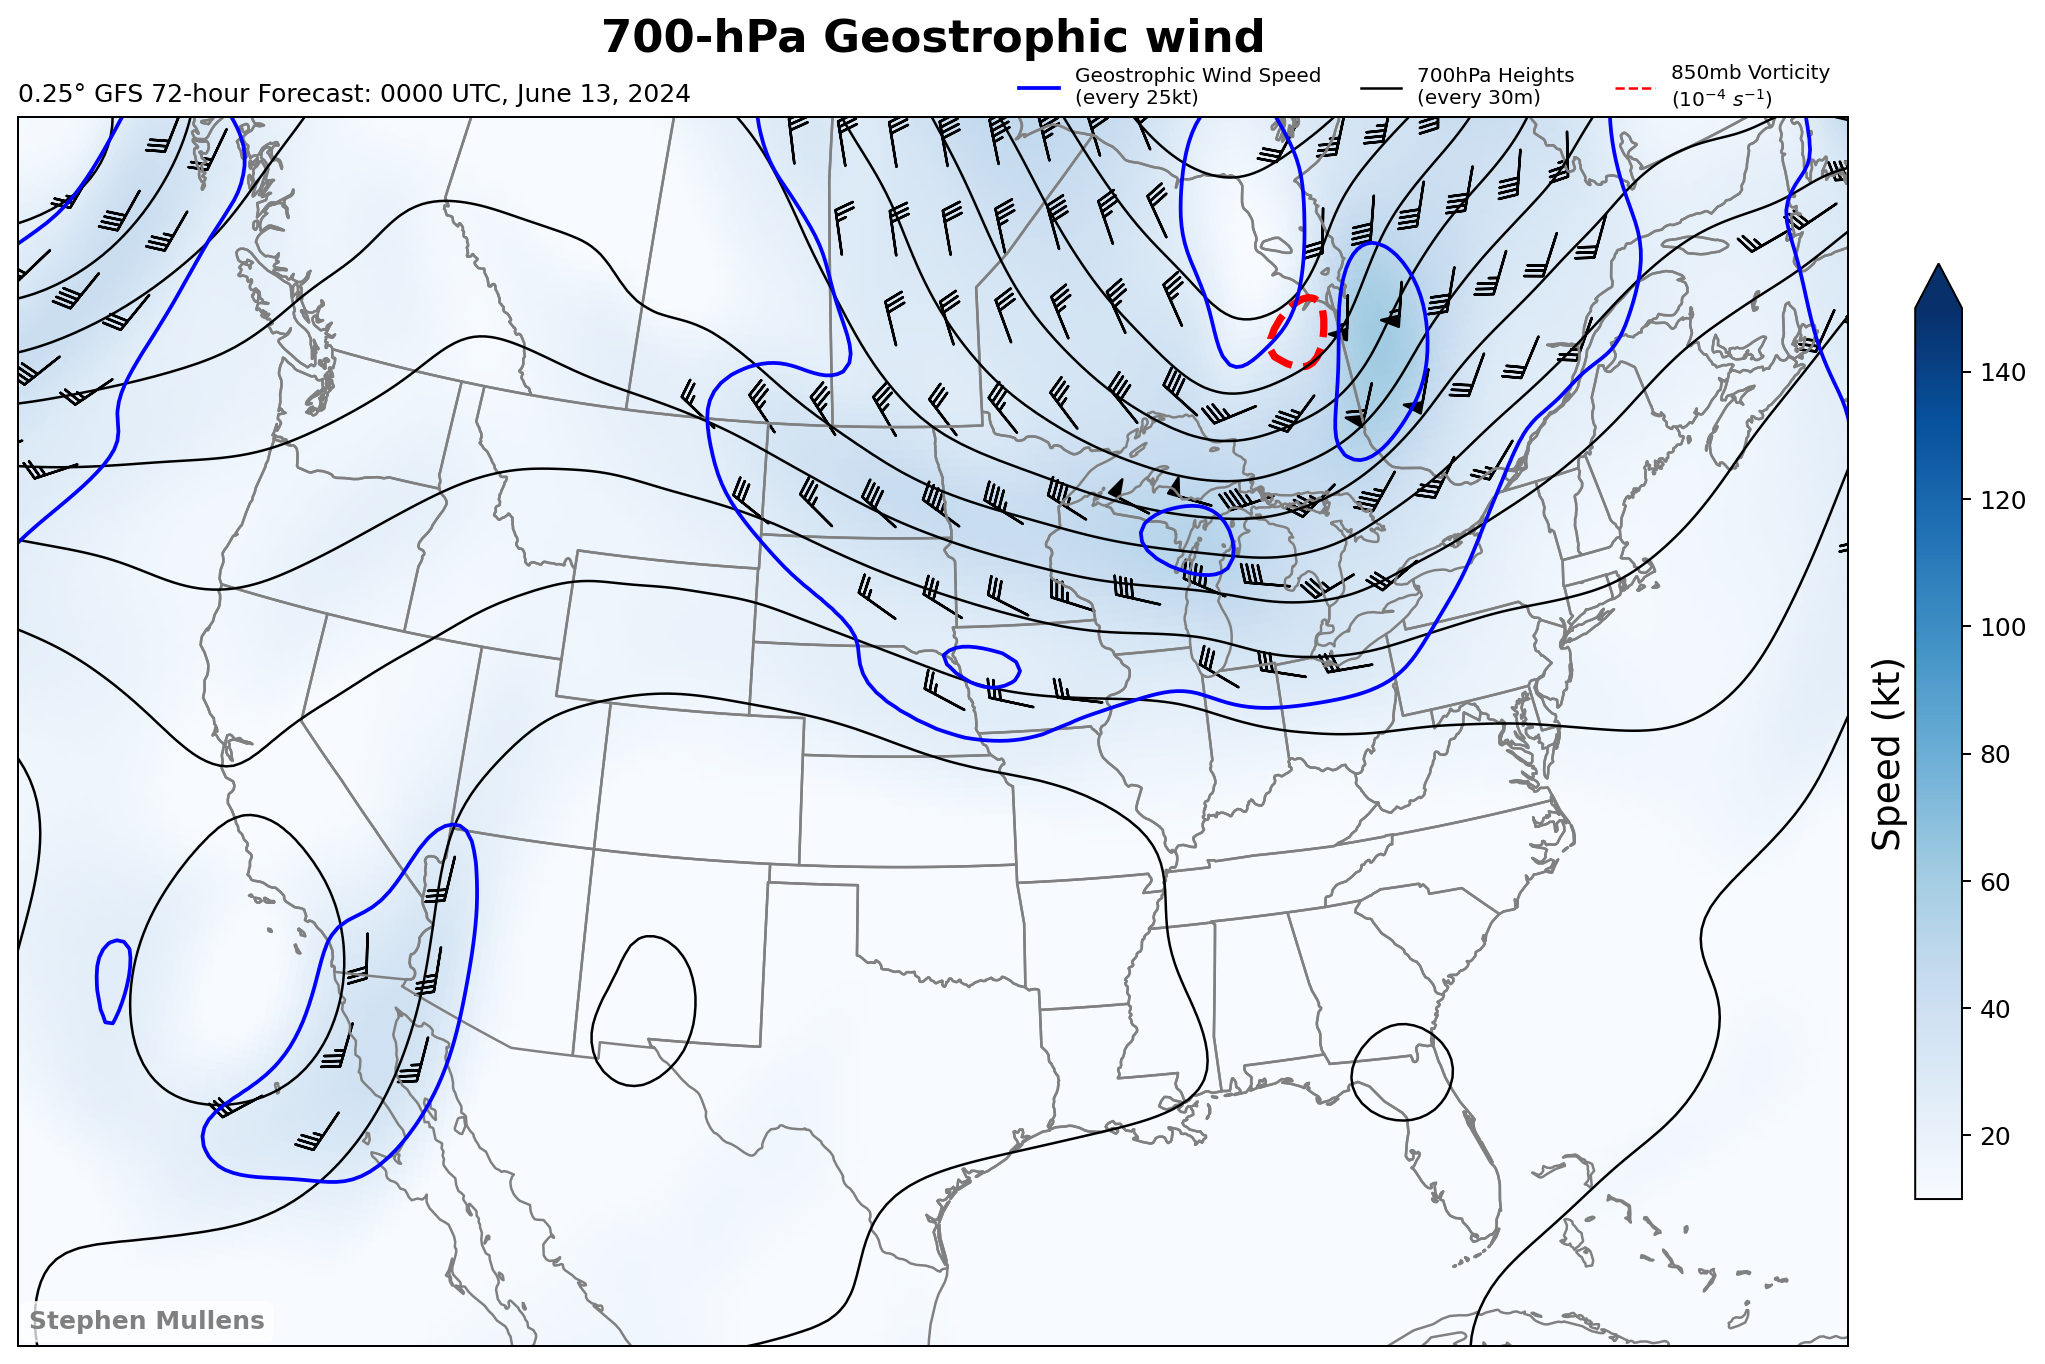 700-hPa Geostrophic wind
0.25° GFS 72-hour Forecast: 0000 UTC, June 13, 2024
Geostrophic Wind Speed
(every 25kt)
700hPa Heights
(every 30m)
850mb Vorticity
(10⁻⁴ s⁻¹)
140
120
100
80
60
40
20
Speed (kt)
Stephen Mullens